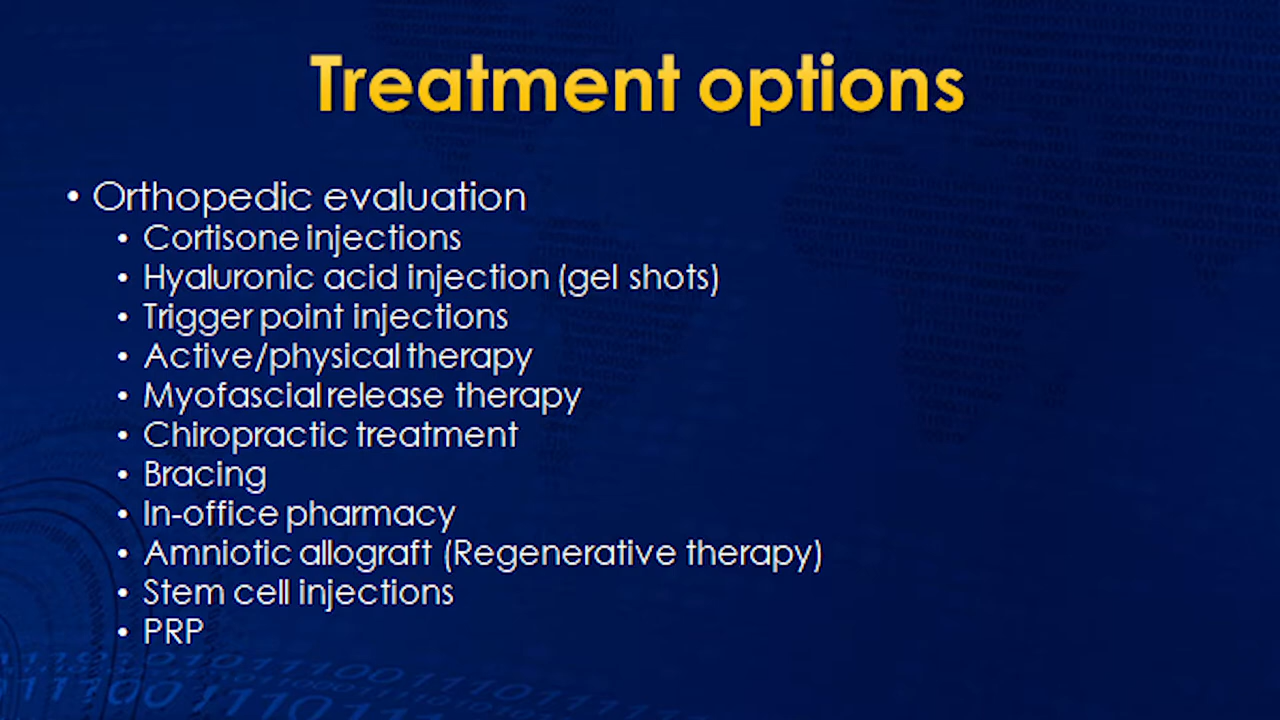 Treatment options
• Orthopedic evaluation
• Cortisone injections
• Hyaluronic acid injection (gel shots)
• Trigger point injections
• Active/physical therapy
• Myofascial release therapy
• Chiropractic treatment
• Bracing
• In-office pharmacy
• Amniotic allograft (Regenerative therapy)
• Stem cell injections
• PRP